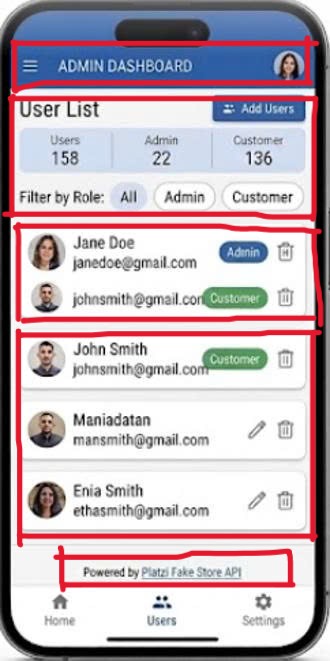 ADMIN DASHBOARD
User List
Add Users
Users Admin Customer
158 22 136
Filter by Role: All Admin Customer
Jane Doe
janedoe@gmail.com
Admin
johnsmith@gmail.con
Customer
John Smith
johnsmith@gmail.com
Customer
Maniadatan
mansmith@gmail.com
Enia Smith
ethasmith@gmail.com
Powered by Platzi Fake Store API
Home Users Settings